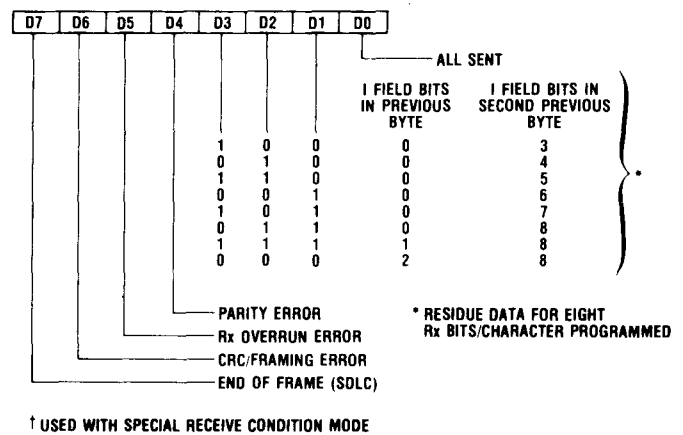 D7 D6 D5 D4 D3 D2 D1 D0
ALL SENT
I FIELD BITS IN PREVIOUS BYTE
I FIELD BITS IN SECOND PREVIOUS BYTE
1 0 0 0 3
0 1 0 0 4
1 1 0 0 5
0 0 1 0 6
1 0 1 0 7
0 1 1 0 8
1 1 1 1 8
0 0 0 2 8
*
PARITY ERROR
Rx OVERRUN ERROR
CRC/FRAMING ERROR
END OF FRAME (SDLC)
* RESIDUE DATA FOR EIGHT
Rx BITS/CHARACTER PROGRAMMED
† USED WITH SPECIAL RECEIVE CONDITION MODE